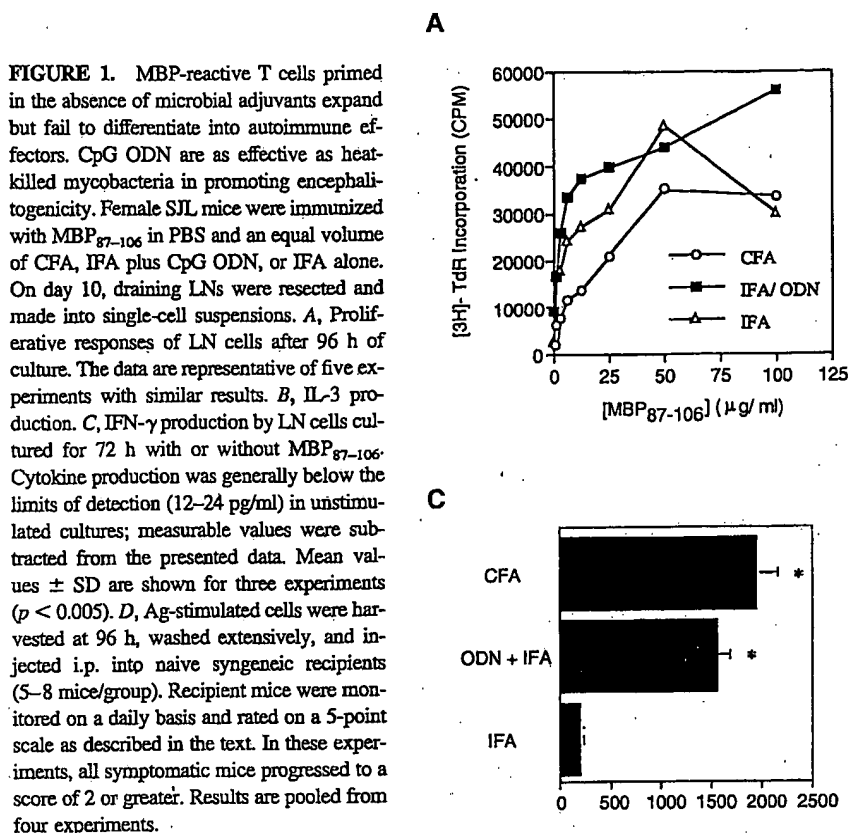 FIGURE 1. MBP-reactive T cells primed
in the absence of microbial adjuvants expand
but fail to differentiate into autoimmune ef-
fectors. CpG ODN are as effective as heat-
killed mycobacteria in promoting encephali-
togenicity. Female SJL mice were immunized
with MBP87–106 in PBS and an equal volume
of CFA, IFA plus CpG ODN, or IFA alone.
On day 10, draining LNs were resected and
made into single-cell suspensions. A, Prolif-
erative responses of LN cells after 96 h of
culture. The data are representative of five ex-
periments with similar results. B, IL-3 pro-
duction. C, IFN-γ production by LN cells cul-
tured for 72 h with or without MBP87–106.
Cytokine production was generally below the
limits of detection (12–24 pg/ml) in unstimu-
lated cultures; measurable values were sub-
tracted from the presented data. Mean val-
ues ± SD are shown for three experiments
(p < 0.005). D, Ag-stimulated cells were har-
vested at 96 h, washed extensively, and in-
jected i.p. into naive syngeneic recipients
(5–8 mice/group). Recipient mice were mon-
itored on a daily basis and rated on a 5-point
scale as described in the text. In these exper-
iments, all symptomatic mice progressed to a
score of 2 or greater. Results are pooled from
four experiments.
A
[3H]- TdR Incorporation (CPM)
60000
50000
40000
30000
20000
10000
0
CFA
IFA/ ODN
IFA
0 25 50 75 100 125
[MBP87-106] (μg/ ml)
C
CFA *
ODN + IFA *
IFA
0 500 1000 1500 2000 2500